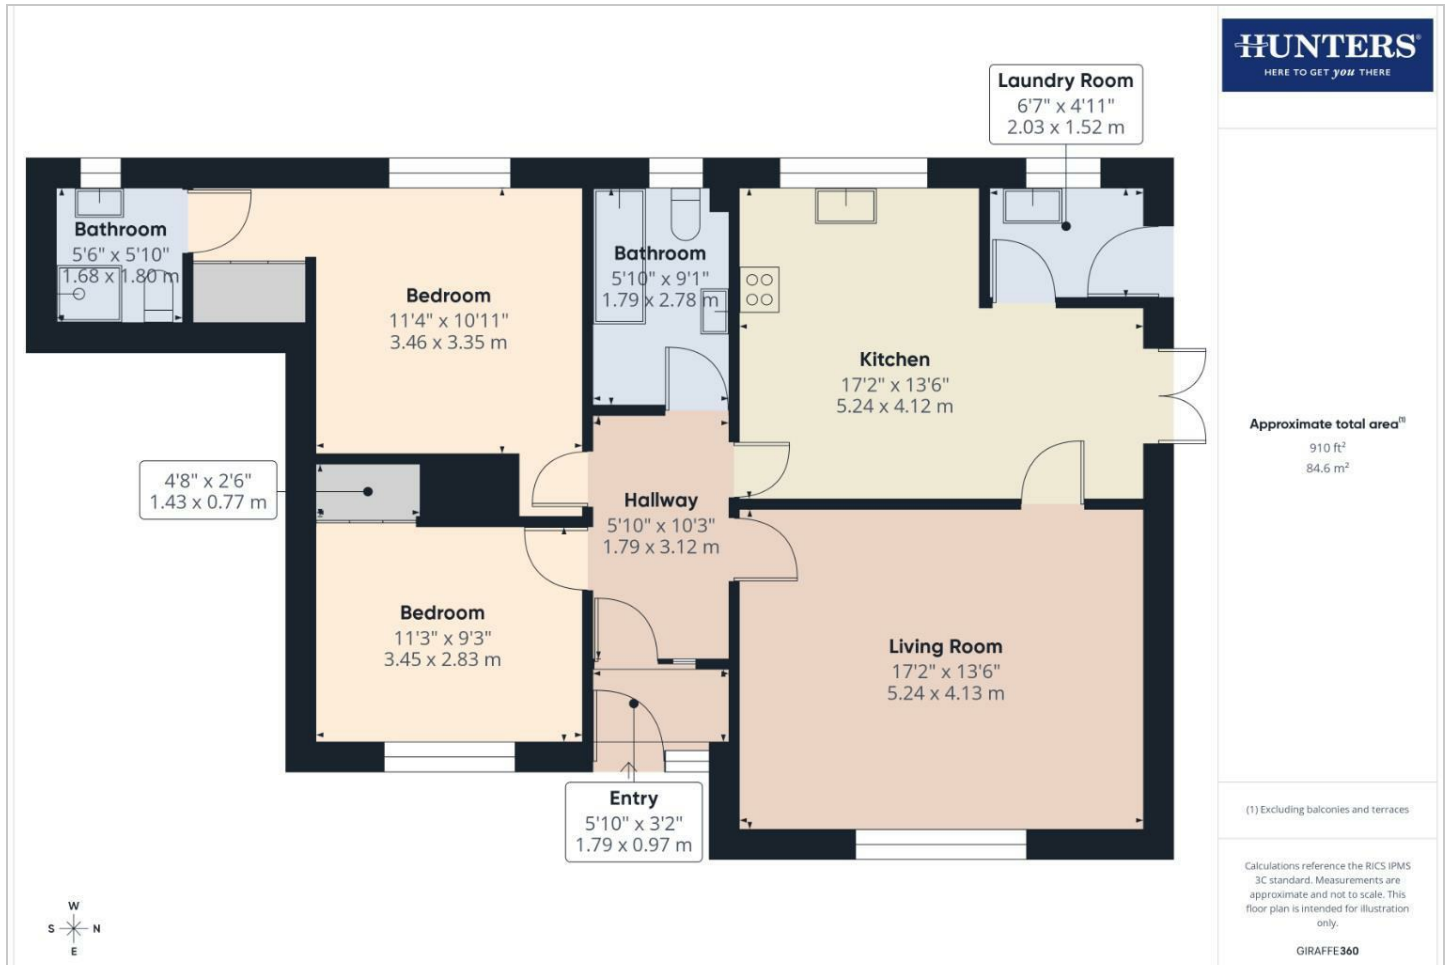 HUNTERS®
HERE TO GET you THERE
Laundry Room
6'7" x 4'11"
2.03 x 1.52 m
Bathroom
5'6" x 5'10"
1.68 x 1.80 m
Bedroom
11'4" x 10'11"
3.46 x 3.35 m
Bathroom
5'10" x 9'1"
1.79 x 2.78 m
Kitchen
17'2" x 13'6"
5.24 x 4.12 m
4'8" x 2'6"
1.43 x 0.77 m
Hallway
5'10" x 10'3"
1.79 x 3.12 m
Bedroom
11'3" x 9'3"
3.45 x 2.83 m
Living Room
17'2" x 13'6"
5.24 x 4.13 m
Entry
5'10" x 3'2"
1.79 x 0.97 m
W
S N
E
Approximate total area(1)
910 ft²
84.6 m²
(1) Excluding balconies and terraces
Calculations reference the RICS IPMS
3C standard. Measurements are
approximate and not to scale. This
floor plan is intended for illustration
only.
GIRAFFE360